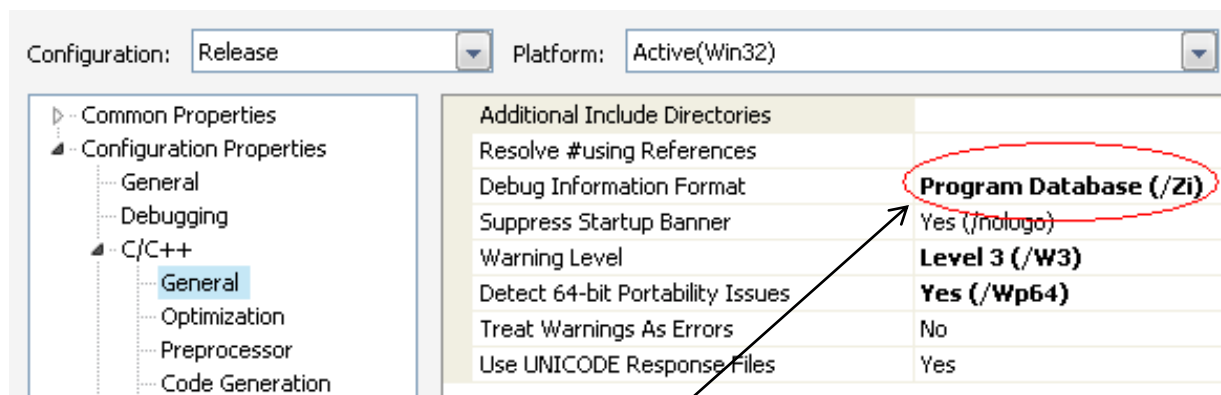 Configuration: Release Platform: Active(Win32)
Common Properties
Configuration Properties
General
Debugging
C/C++
General
Optimization
Preprocessor
Code Generation
Additional Include Directories
Resolve #using References
Debug Information Format Program Database (/Zi)
Suppress Startup Banner Yes (/nologo)
Warning Level Level 3 (/W3)
Detect 64-bit Portability Issues Yes (/Wp64)
Treat Warnings As Errors No
Use UNICODE Response Files Yes